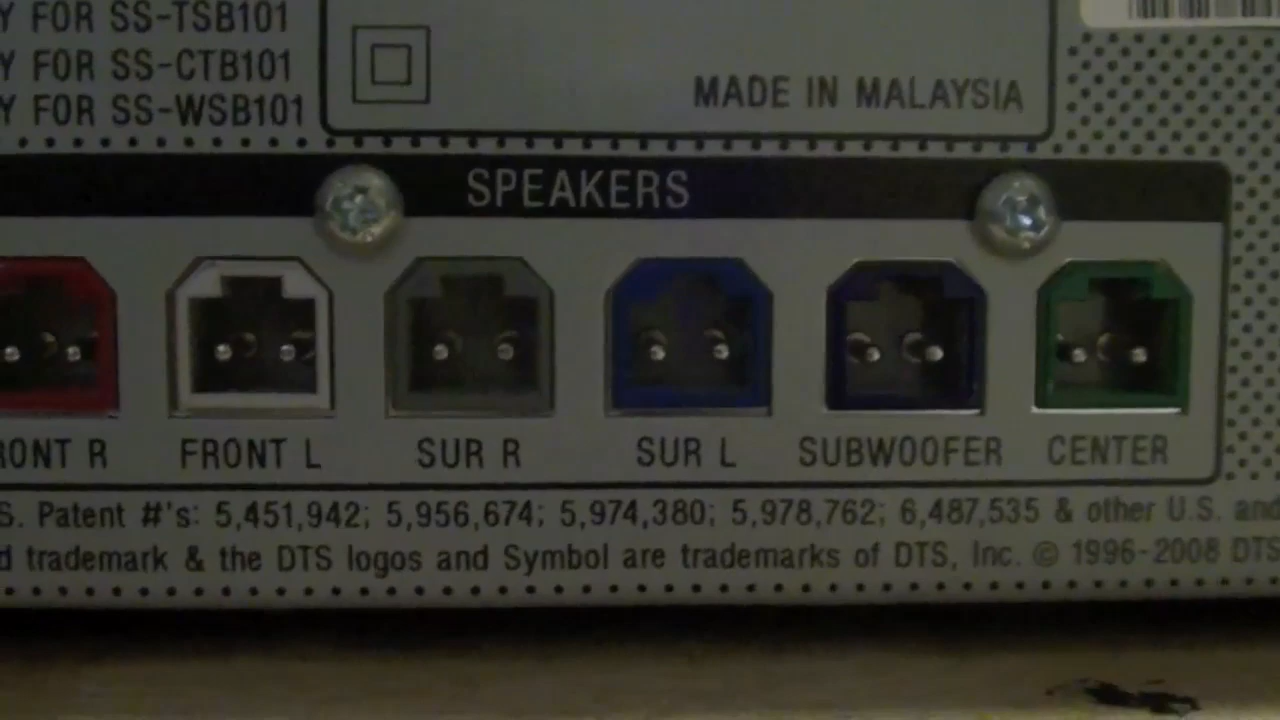 Y FOR SS-TSB101
Y FOR SS-CTB101
Y FOR SS-WSB101
MADE IN MALAYSIA
SPEAKERS
RONT R FRONT L SUR R SUR L SUBWOOFER CENTER
S. Patent #'s: 5,451,942; 5,956,674; 5,974,380; 5,978,762; 6,487,535 & other U.S. and
d trademark & the DTS logos and Symbol are trademarks of DTS, Inc. © 1996-2008 DTS